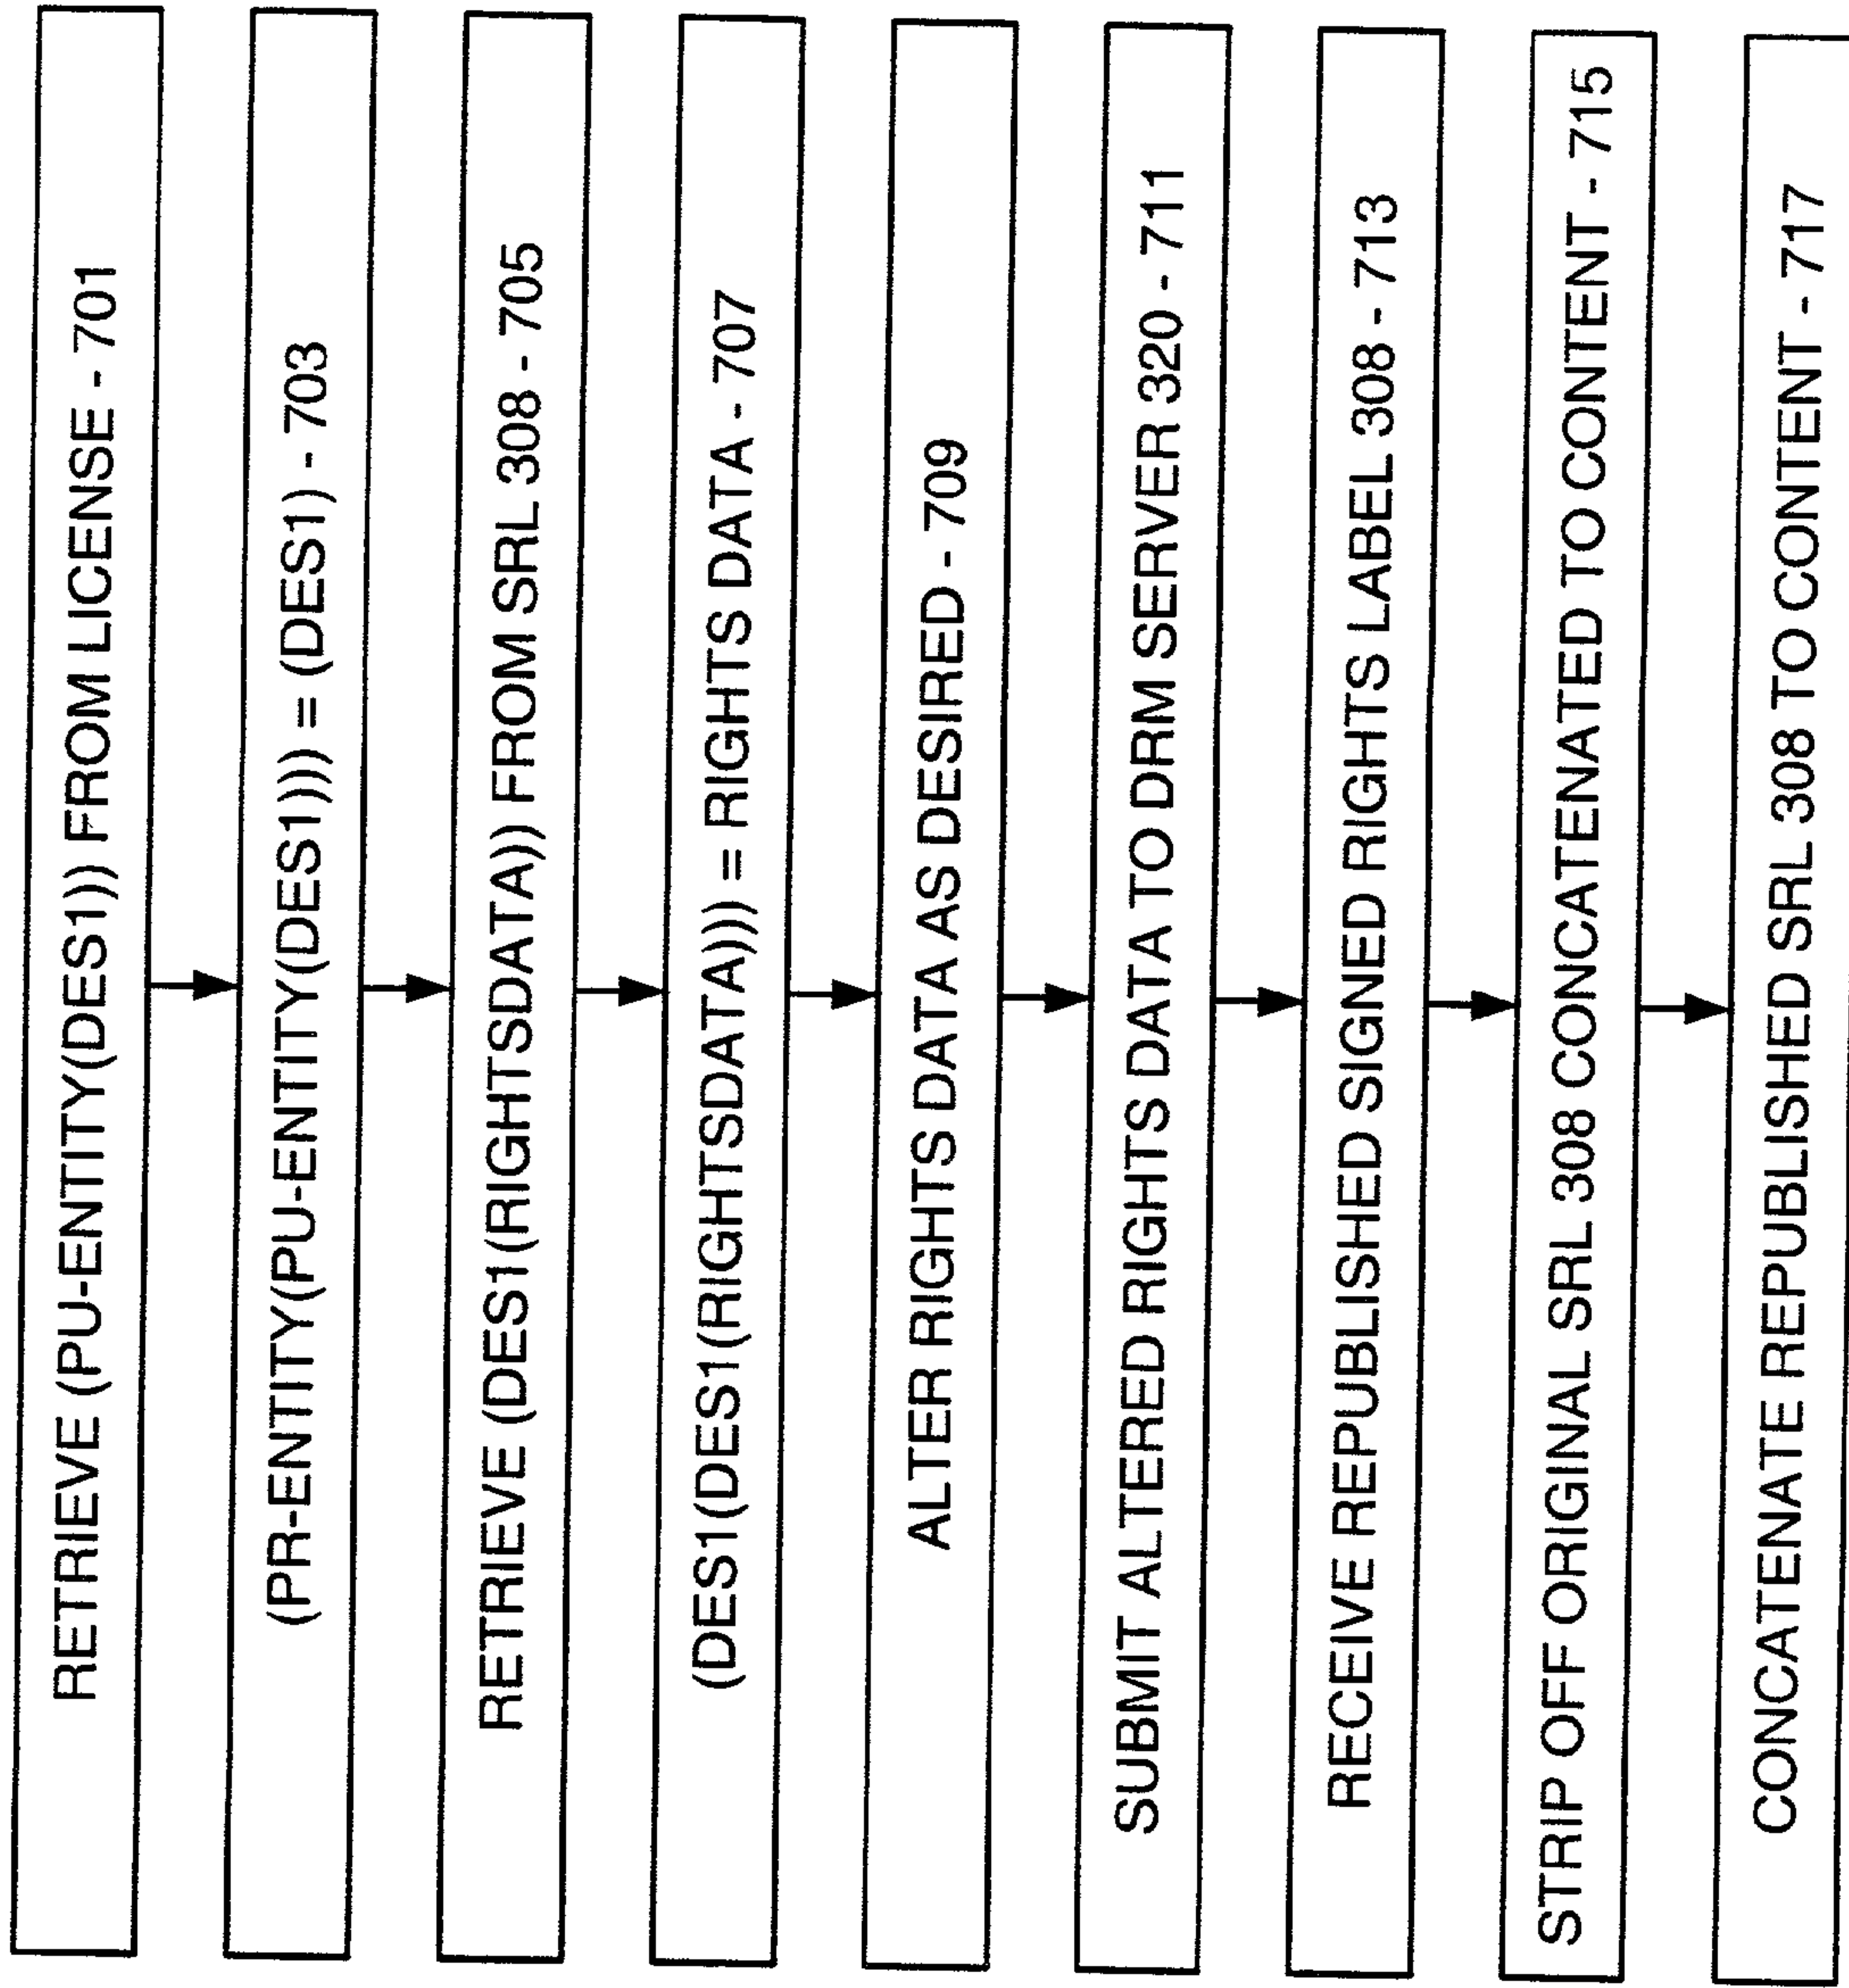 RETRIEVE (PU-ENTITY(DES1)) FROM LICENSE - 701
(PR-ENTITY(PU-ENTITY(DES1))) = (DES1) - 703
RETRIEVE (DES1(RIGHTSDATA)) FROM SRL 308 - 705
(DES1(DES1(RIGHTSDATA))) = RIGHTS DATA - 707
ALTER RIGHTS DATA AS DESIRED - 709
SUBMIT ALTERED RIGHTS DATA TO DRM SERVER 320 - 711
RECEIVE REPUBLISHED SIGNED RIGHTS LABEL 308 - 713
STRIP OFF ORIGINAL SRL 308 CONCATENATED TO CONTENT - 715
CONCATENATE REPUBLISHED SRL 308 TO CONTENT - 717